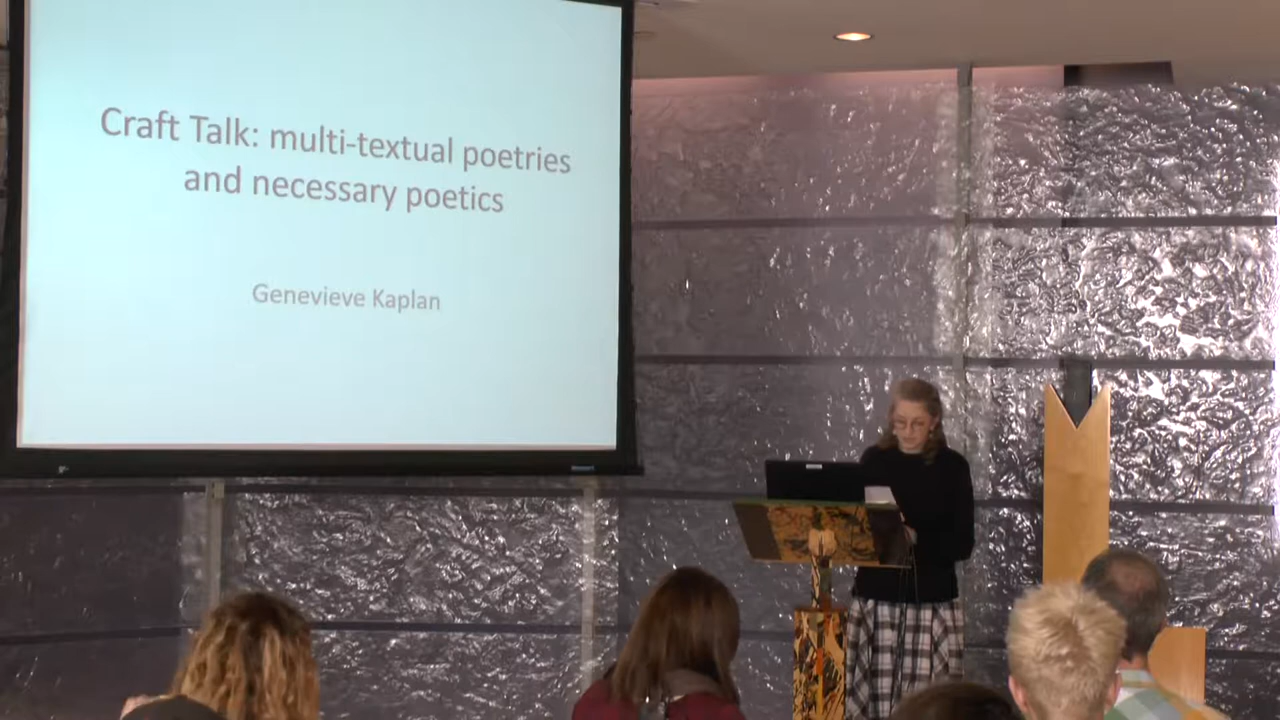 Craft Talk: multi-textual poetries
and necessary poetics
Genevieve Kaplan